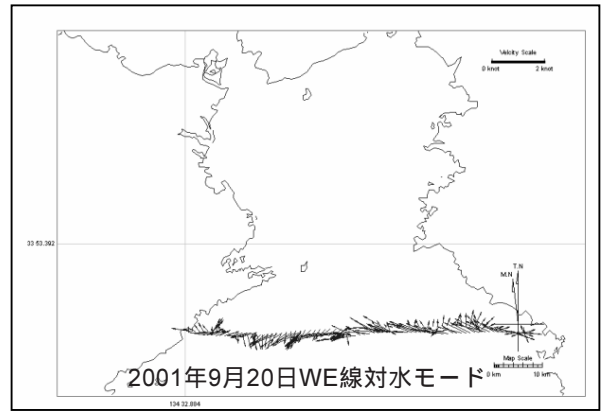 Velocity Scale
0 knot 2 knot
33 53.392
T.N
M.N
Map Scale
0 km 10 km
2001年9月20日WE線対水モード
134 32.004